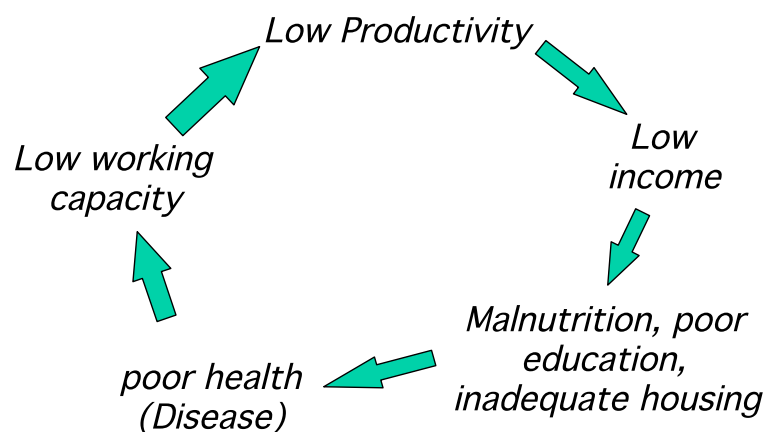 Low Productivity
Low
income
Malnutrition, poor
education,
inadequate housing
poor health
(Disease)
Low working
capacity